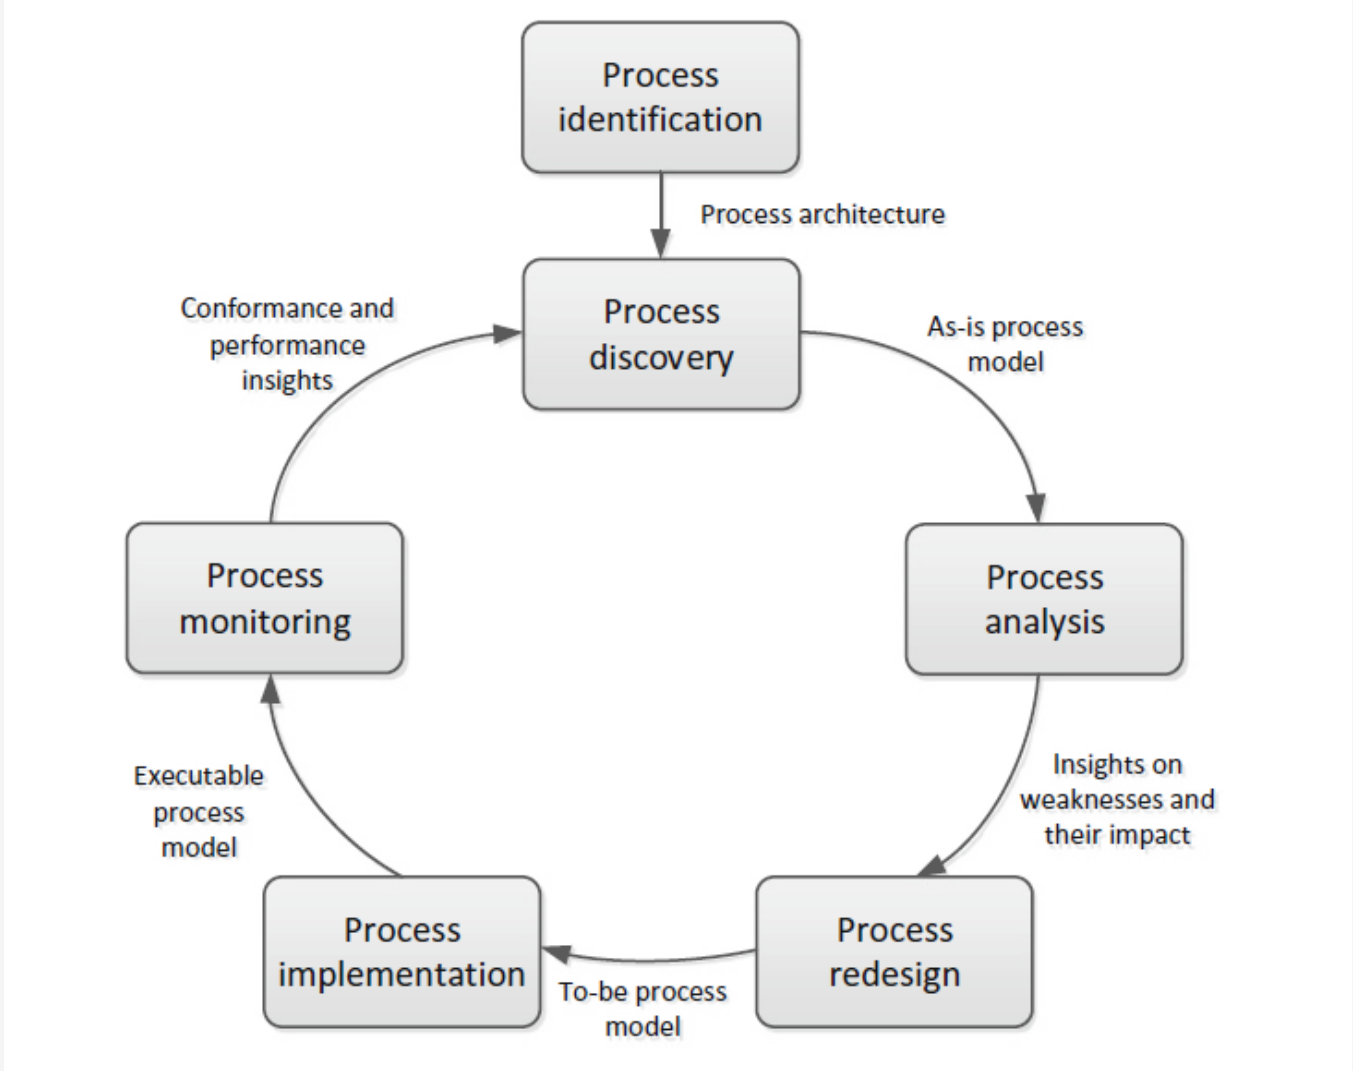 Process
identification
Process architecture
Process
discovery
As-is process
model
Process
analysis
Insights on
weaknesses and
their impact
Process
redesign
To-be process
model
Process
implementation
Executable
process
model
Process
monitoring
Conformance and
performance
insights